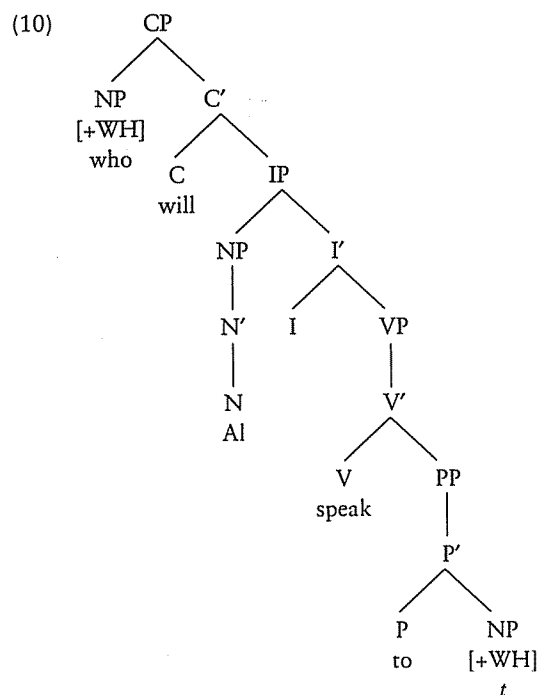 (10) CP
NP C′
[+WH]
who
C IP
will
NP I′
N′ I VP
N V′
Al
V PP
speak
P′
P NP
to [+WH]
t